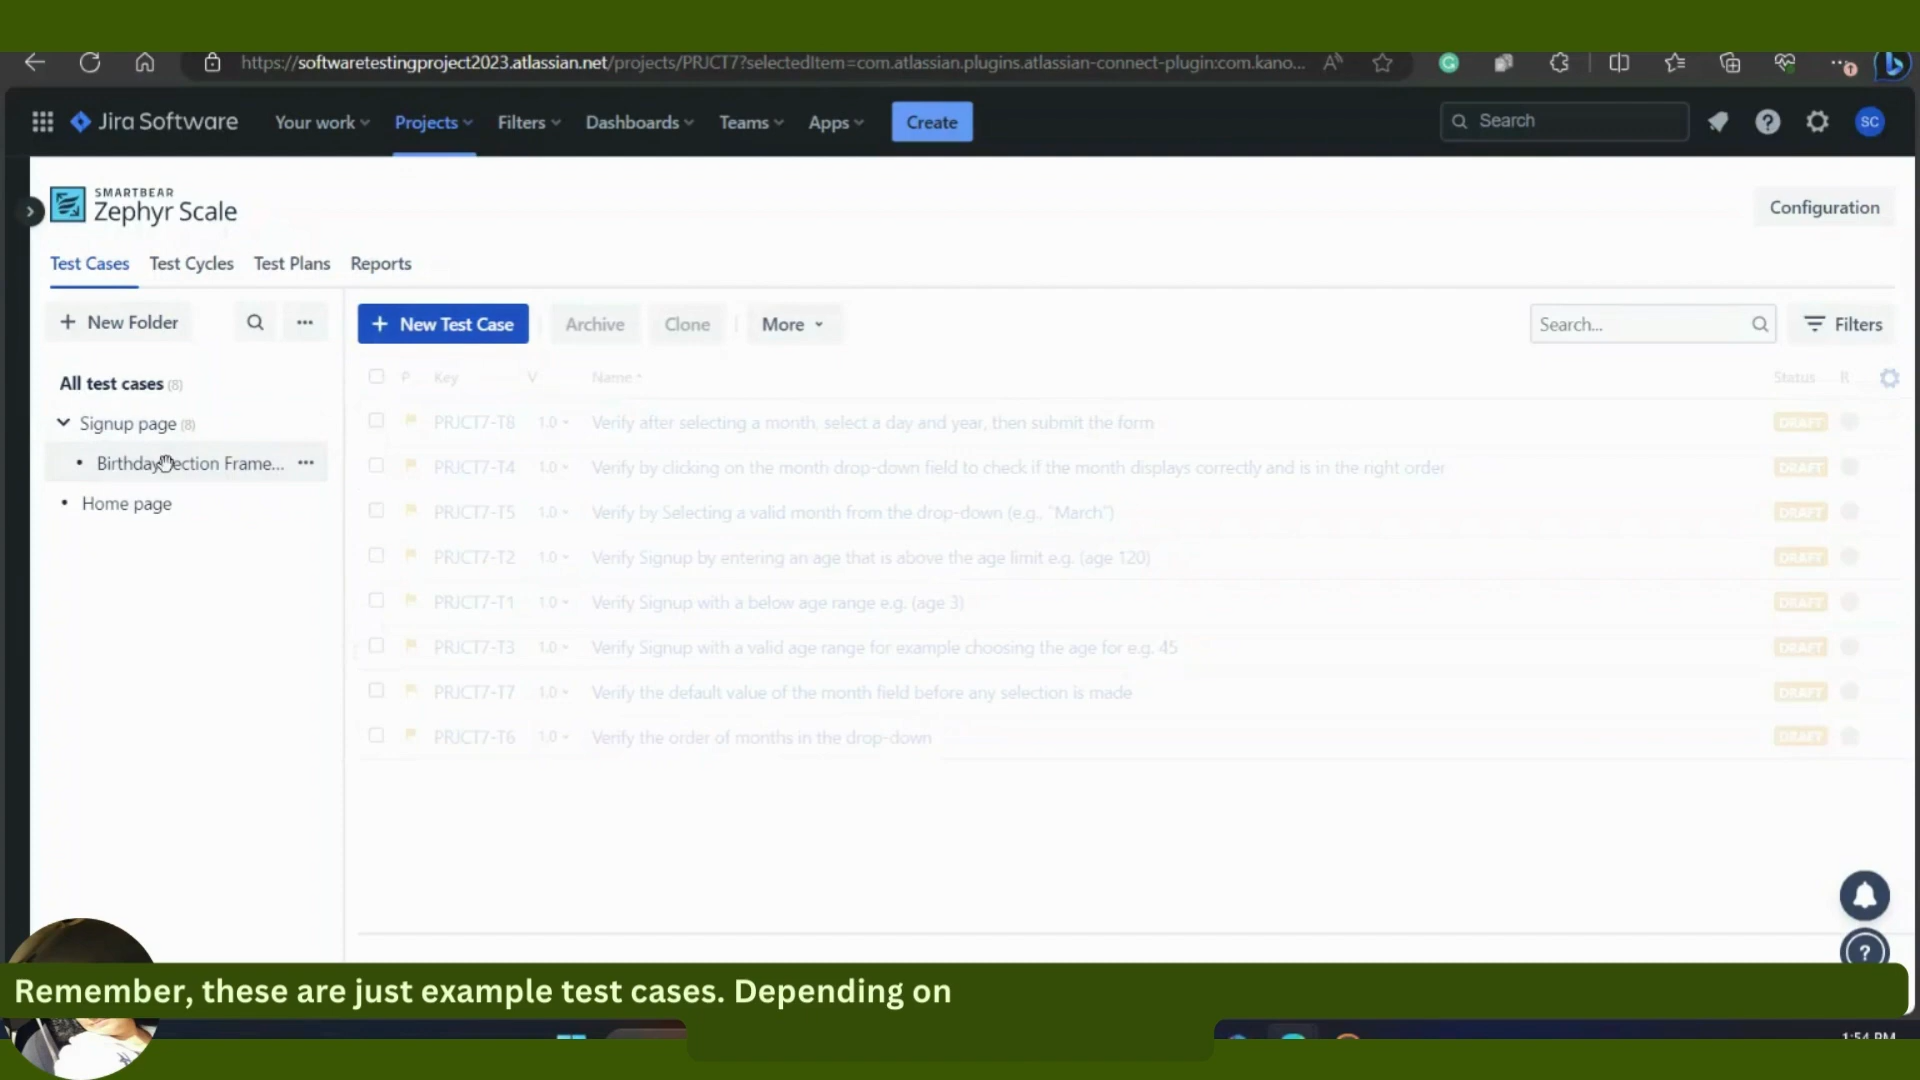 https://softwaretestingproject2023.atlassian.net/projects/PRJCT7?selectedItem=com.atlassian.plugins.atlassian-connect-plugin:com.kano...
Jira Software Your work Projects Filters Dashboards Teams Apps Create Search SC
SMARTBEAR
Zephyr Scale
Configuration
Test Cases Test Cycles Test Plans Reports
+ New Folder ... + New Test Case Archive Clone More Search... Filters
All test cases (8)
P Key V Name Status R
Signup page (8)
Birthday ection Frame... ...
Home page
PRJCT7-T8 1.0 Verify after selecting a month, select a day and year, then submit the form DRAFT
PRJCT7-T4 1.0 Verify by clicking on the month drop-down field to check if the month displays correctly and is in the right order DRAFT
PRJCT7-T5 1.0 Verify by Selecting a valid month from the drop-down (e.g., "March") DRAFT
PRJCT7-T2 1.0 Verify Signup by entering an age that is above the age limit e.g. (age 120) DRAFT
PRJCT7-T1 1.0 Verify Signup with a below age range e.g. (age 3) DRAFT
PRJCT7-T3 1.0 Verify Signup with a valid age range for example choosing the age for e.g. 45 DRAFT
PRJCT7-T7 1.0 Verify the default value of the month field before any selection is made DRAFT
PRJCT7-T6 1.0 Verify the order of months in the drop-down DRAFT
Remember, these are just example test cases. Depending on
1:54 PM